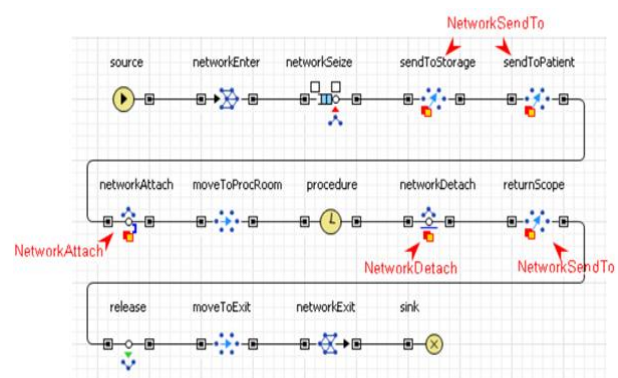 NetworkSendTo
source networkEnter networkSeize sendToStorage sendToPatient
networkAttach moveToProcRoom procedure networkDetach returnScope
NetworkAttach NetworkDetach NetworkSendTo
release moveToExit networkExit sink